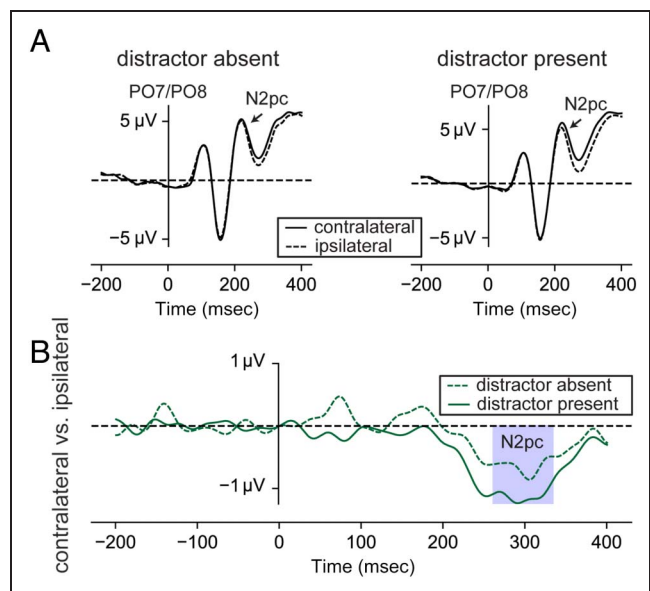 A
distractor absent
distractor present
PO7/PO8
N2pc
PO7/PO8
N2pc
5 µV
5 µV
contralateral
ipsilateral
−5 µV
−5 µV
−200 0 200 400
−200 0 200 400
Time (msec)
Time (msec)
B
contralateral vs. ipsilateral
1 µV
distractor absent
distractor present
N2pc
−1 µV
−200 −100 0 100 200 300 400
Time (msec)